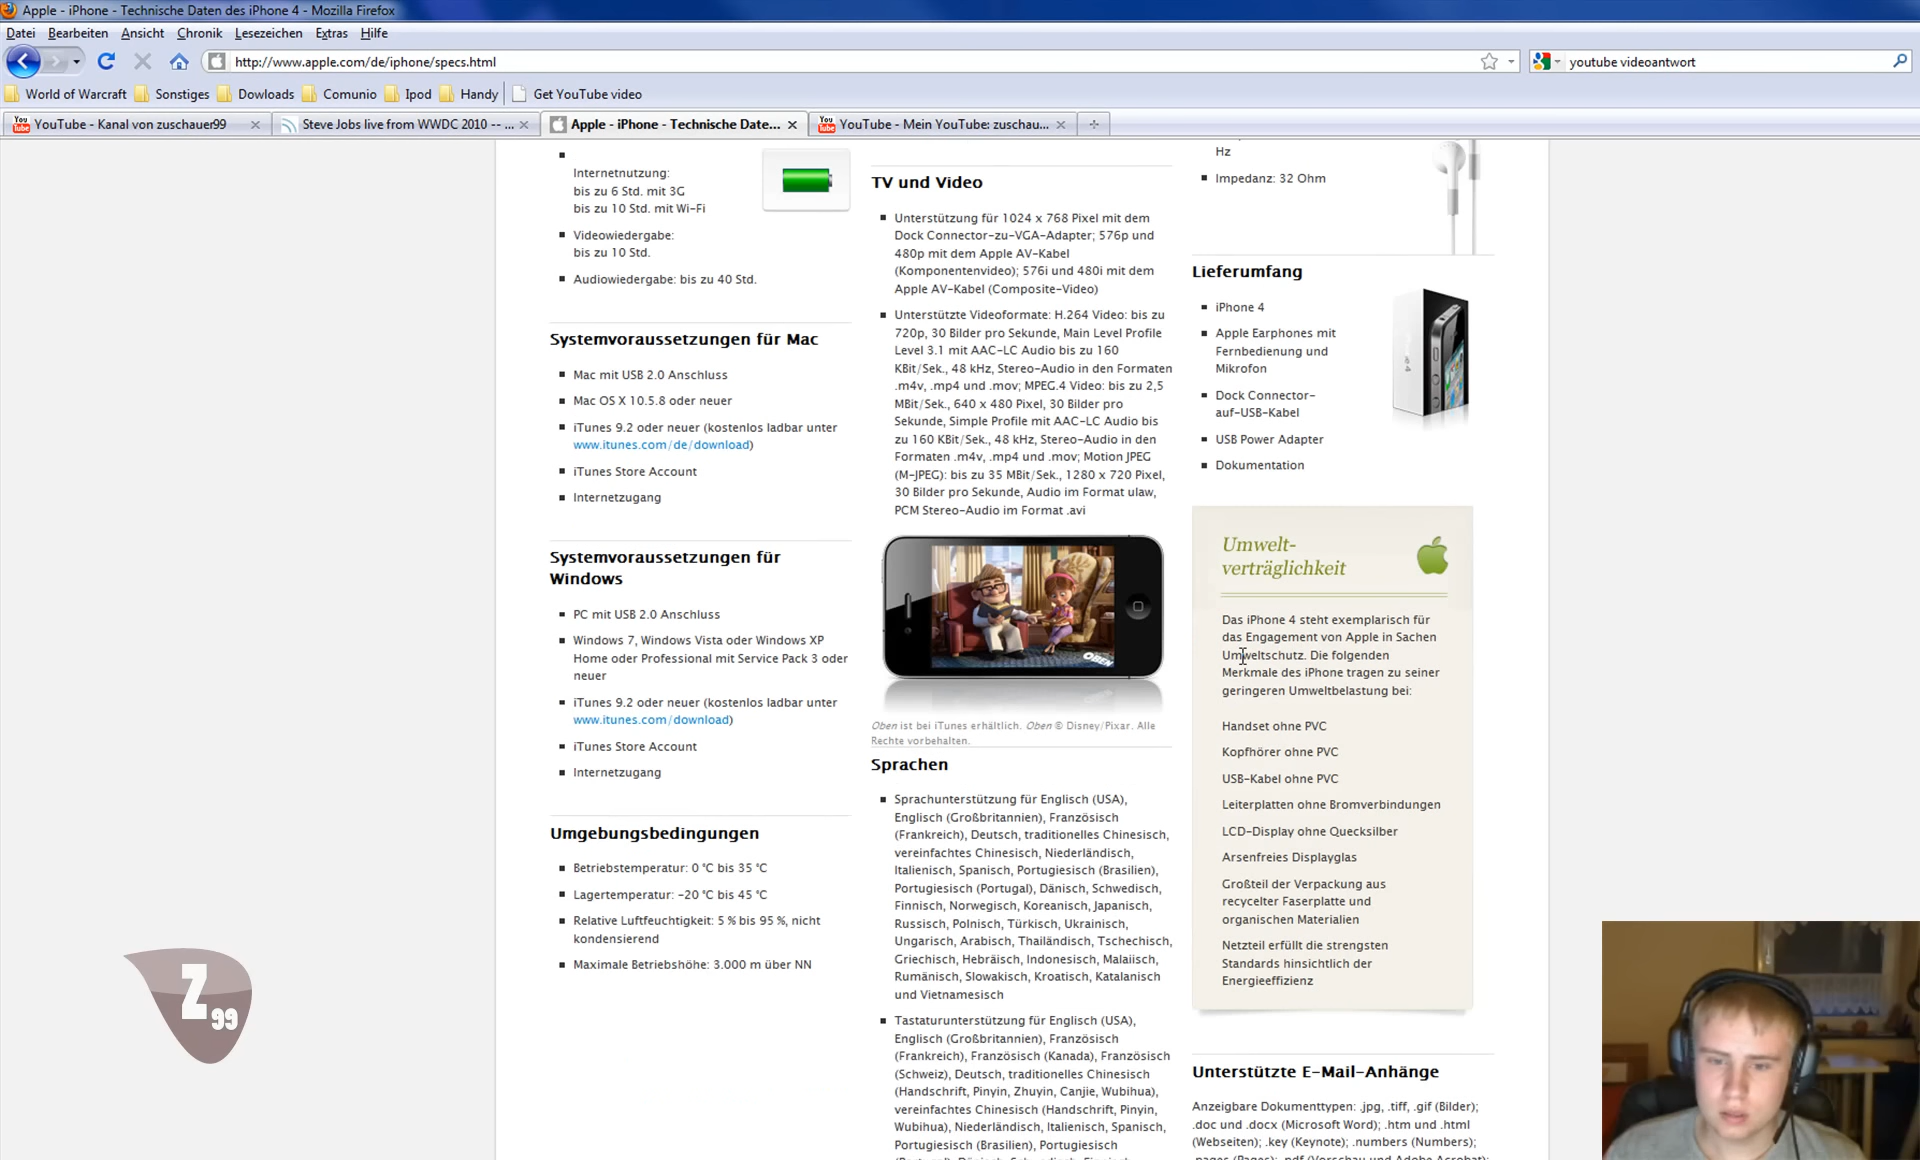 Apple - iPhone - Technische Daten des iPhone 4 - Mozilla Firefox
Datei Bearbeiten Ansicht Chronik Lesezeichen Extras Hilfe
http://www.apple.com/de/iphone/specs.html
youtube videoantwort
World of Warcraft Sonstiges Dowloads Comunio Ipod Handy Get YouTube video
YouTube - Kanal von zuschauer99
Steve Jobs live from WWDC 2010 -- ...
Apple - iPhone - Technische Date...
YouTube - Mein YouTube: zuschau...
Internetnutzung:
bis zu 6 Std. mit 3G
bis zu 10 Std. mit Wi-Fi
Videowiedergabe:
bis zu 10 Std.
Audiowiedergabe: bis zu 40 Std.
Systemvoraussetzungen für Mac
Mac mit USB 2.0 Anschluss
Mac OS X 10.5.8 oder neuer
iTunes 9.2 oder neuer (kostenlos ladbar unter
www.itunes.com/de/download)
iTunes Store Account
Internetzugang
Systemvoraussetzungen für
Windows
PC mit USB 2.0 Anschluss
Windows 7, Windows Vista oder Windows XP
Home oder Professional mit Service Pack 3 oder
neuer
iTunes 9.2 oder neuer (kostenlos ladbar unter
www.itunes.com/download)
iTunes Store Account
Internetzugang
Umgebungsbedingungen
Betriebstemperatur: 0 °C bis 35 °C
Lagertemperatur: -20 °C bis 45 °C
Relative Luftfeuchtigkeit: 5 % bis 95 %, nicht
kondensierend
Maximale Betriebshöhe: 3.000 m über NN
TV und Video
Unterstützung für 1024 x 768 Pixel mit dem
Dock Connector-zu-VGA-Adapter; 576p und
480p mit dem Apple AV-Kabel
(Komponentenvideo); 576i und 480i mit dem
Apple AV-Kabel (Composite-Video)
Unterstützte Videoformate: H.264 Video: bis zu
720p, 30 Bilder pro Sekunde, Main Level Profile
Level 3.1 mit AAC-LC Audio bis zu 160
KBit/Sek., 48 kHz, Stereo-Audio in den Formaten
.m4v, .mp4 und .mov; MPEG.4 Video: bis zu 2,5
MBit/Sek., 640 x 480 Pixel, 30 Bilder pro
Sekunde, Simple Profile mit AAC-LC Audio bis
zu 160 KBit/Sek., 48 kHz, Stereo-Audio in den
Formaten .m4v, .mp4 und .mov; Motion JPEG
(M-JPEG): bis zu 35 MBit/Sek., 1280 x 720 Pixel,
30 Bilder pro Sekunde, Audio im Format ulaw,
PCM Stereo-Audio im Format .avi
OBEN
Oben ist bei iTunes erhältlich. Oben © Disney/Pixar. Alle
Rechte vorbehalten.
Sprachen
Sprachunterstützung für Englisch (USA),
Englisch (Großbritannien), Französisch
(Frankreich), Deutsch, traditionelles Chinesisch,
vereinfachtes Chinesisch, Niederländisch,
Italienisch, Spanisch, Portugiesisch (Brasilien),
Portugiesisch (Portugal), Dänisch, Schwedisch,
Finnisch, Norwegisch, Koreanisch, Japanisch,
Russisch, Polnisch, Türkisch, Ukrainisch,
Ungarisch, Arabisch, Thailändisch, Tschechisch,
Griechisch, Hebräisch, Indonesisch, Malaiisch,
Rumänisch, Slowakisch, Kroatisch, Katalanisch
und Vietnamesisch
Tastaturunterstützung für Englisch (USA),
Englisch (Großbritannien), Französisch
(Frankreich), Französisch (Kanada), Französisch
(Schweiz), Deutsch, traditionelles Chinesisch
(Handschrift, Pinyin, Zhuyin, Canjie, Wubihua),
vereinfachtes Chinesisch (Handschrift, Pinyin,
Wubihua), Niederländisch, Italienisch, Spanisch,
Portugiesisch (Brasilien), Portugiesisch
Hz
Impedanz: 32 Ohm
Lieferumfang
iPhone 4
Apple Earphones mit
Fernbedienung und
Mikrofon
Dock Connector-
auf-USB-Kabel
USB Power Adapter
Dokumentation
Umwelt-
verträglichkeit
Das iPhone 4 steht exemplarisch für
das Engagement von Apple in Sachen
Umweltschutz. Die folgenden
Merkmale des iPhone tragen zu seiner
geringeren Umweltbelastung bei:
Handset ohne PVC
Kopfhörer ohne PVC
USB-Kabel ohne PVC
Leiterplatten ohne Bromverbindungen
LCD-Display ohne Quecksilber
Arsenfreies Displayglas
Großteil der Verpackung aus
recycelter Faserplatte und
organischen Materialien
Netzteil erfüllt die strengsten
Standards hinsichtlich der
Energieeffizienz
Unterstützte E-Mail-Anhänge
Anzeigbare Dokumenttypen: .jpg, .tiff, .gif (Bilder);
.doc und .docx (Microsoft Word); .htm und .html
(Webseiten); .key (Keynote); .numbers (Numbers);
.pages (Pages); .pdf (Vorschau und Adobe Acrobat);
Z 99